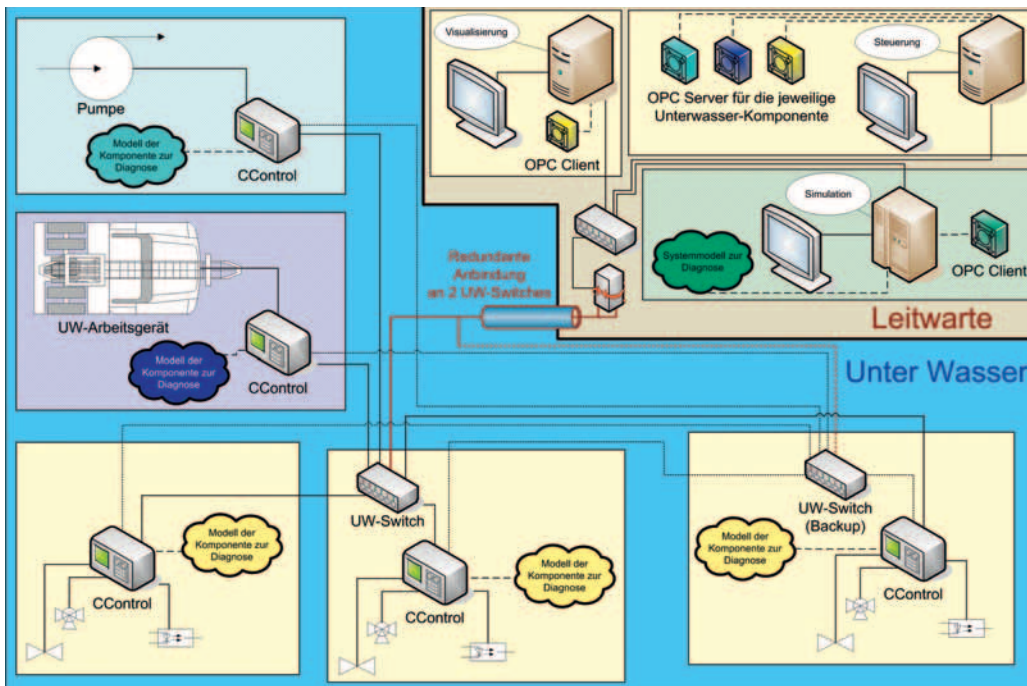 Pumpe
Modell der
Komponente zur
Diagnose
CControl
Visualisierung
OPC Client
Steuerung
OPC Server für die jeweilige
Unterwasser-Komponente
Simulation
Systemmodell zur
Diagnose
OPC Client
Leitwarte
Redundante
Anbindung
an 2 UW-Switches
UW-Arbeitsgerät
Modell der
Komponente zur
Diagnose
CControl
Unter Wasser
Modell der
Komponente zur
Diagnose
CControl
UW-Switch
Modell der
Komponente zur
Diagnose
CControl
UW-Switch
(Backup)
Modell der
Komponente zur
Diagnose
CControl